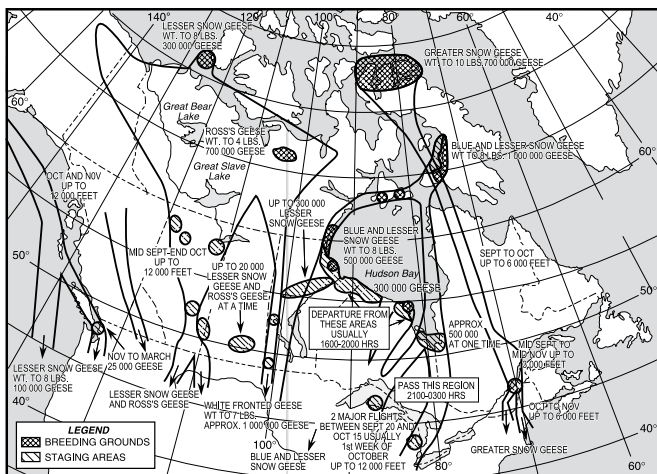 140°
120°
100°
90°
80°
60°
40°
LESSER SNOW GEESE
WT. TO 8 LBS.
300 000 GEESE
GREATER SNOW GEESE
WT. TO 10 LBS.700 000 GEESE
60°
Great Bear
Lake
ROSS'S GEESE
WT. TO 4 LBS.
700 000 GEESE
Great Slave
Lake
BLUE AND LESSER SNOW GEESE
WT TO 8 LBS. 1 000 000 GEESE
60°
OCT AND NOV
UP TO
12 000 FEET
UP TO 300 000
LESSER
SNOW GEESE
BLUE AND LESSER
SNOW GEESE
WT TO 8 LBS.
500 000 GEESE
Hudson Bay
300 000 GEESE
50°
MID SEPT-END OCT
UP TO
12 000 FEET
UP TO 20 000
LESSER SNOW
GEESE AND
ROSS'S GEESE
AT A TIME
SEPT TO OCT
UP TO 6 000 FEET
50°
DEPARTURE FROM
THESE AREAS
USUALLY
1600-2000 HRS
APPROX
500 000
AT ONE TIME
NOV TO MARCH
25 000 GEESE
MID SEPT TO
MID NOV UP TO
FEET
LESSER SNOW GEESE
WT. TO 8 LBS.
100 000 GEESE
PASS THIS REGION
2100-0300 HRS
LESSER SNOW GEESE
AND ROSS'S GEESE
WHITE FRONTED GEESE
WT TO 7 LBS.
APPROX. 1 000 000 GEESE
2 MAJOR FLIGHTS
BETWEEN SEPT 20 AND
OCT 15 USUALLY
1st WEEK OF
OCTOBER
UP TO 12 000 FEET
OCT TO NOV
UP TO 6 000 FEET
40°
40°
LEGEND
BREEDING GROUNDS
STAGING AREAS
100°
BLUE AND LESSER
SNOW GEESE
80°
GREATER SNOW GEESE